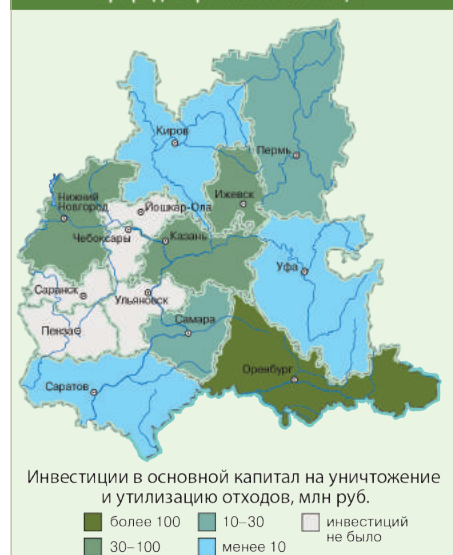 Киров
Пермь
Нижний
Новгород
Ижевск
Йошкар-Ола
Чебоксары
Казань
Уфа
Саранск
Ульяновск
Пенза
Самара
Оренбург
Саратов
Инвестиции в основной капитал на уничтожение
и утилизацию отходов, млн руб.
более 100
10–30
инвестиций
не было
30–100
менее 10